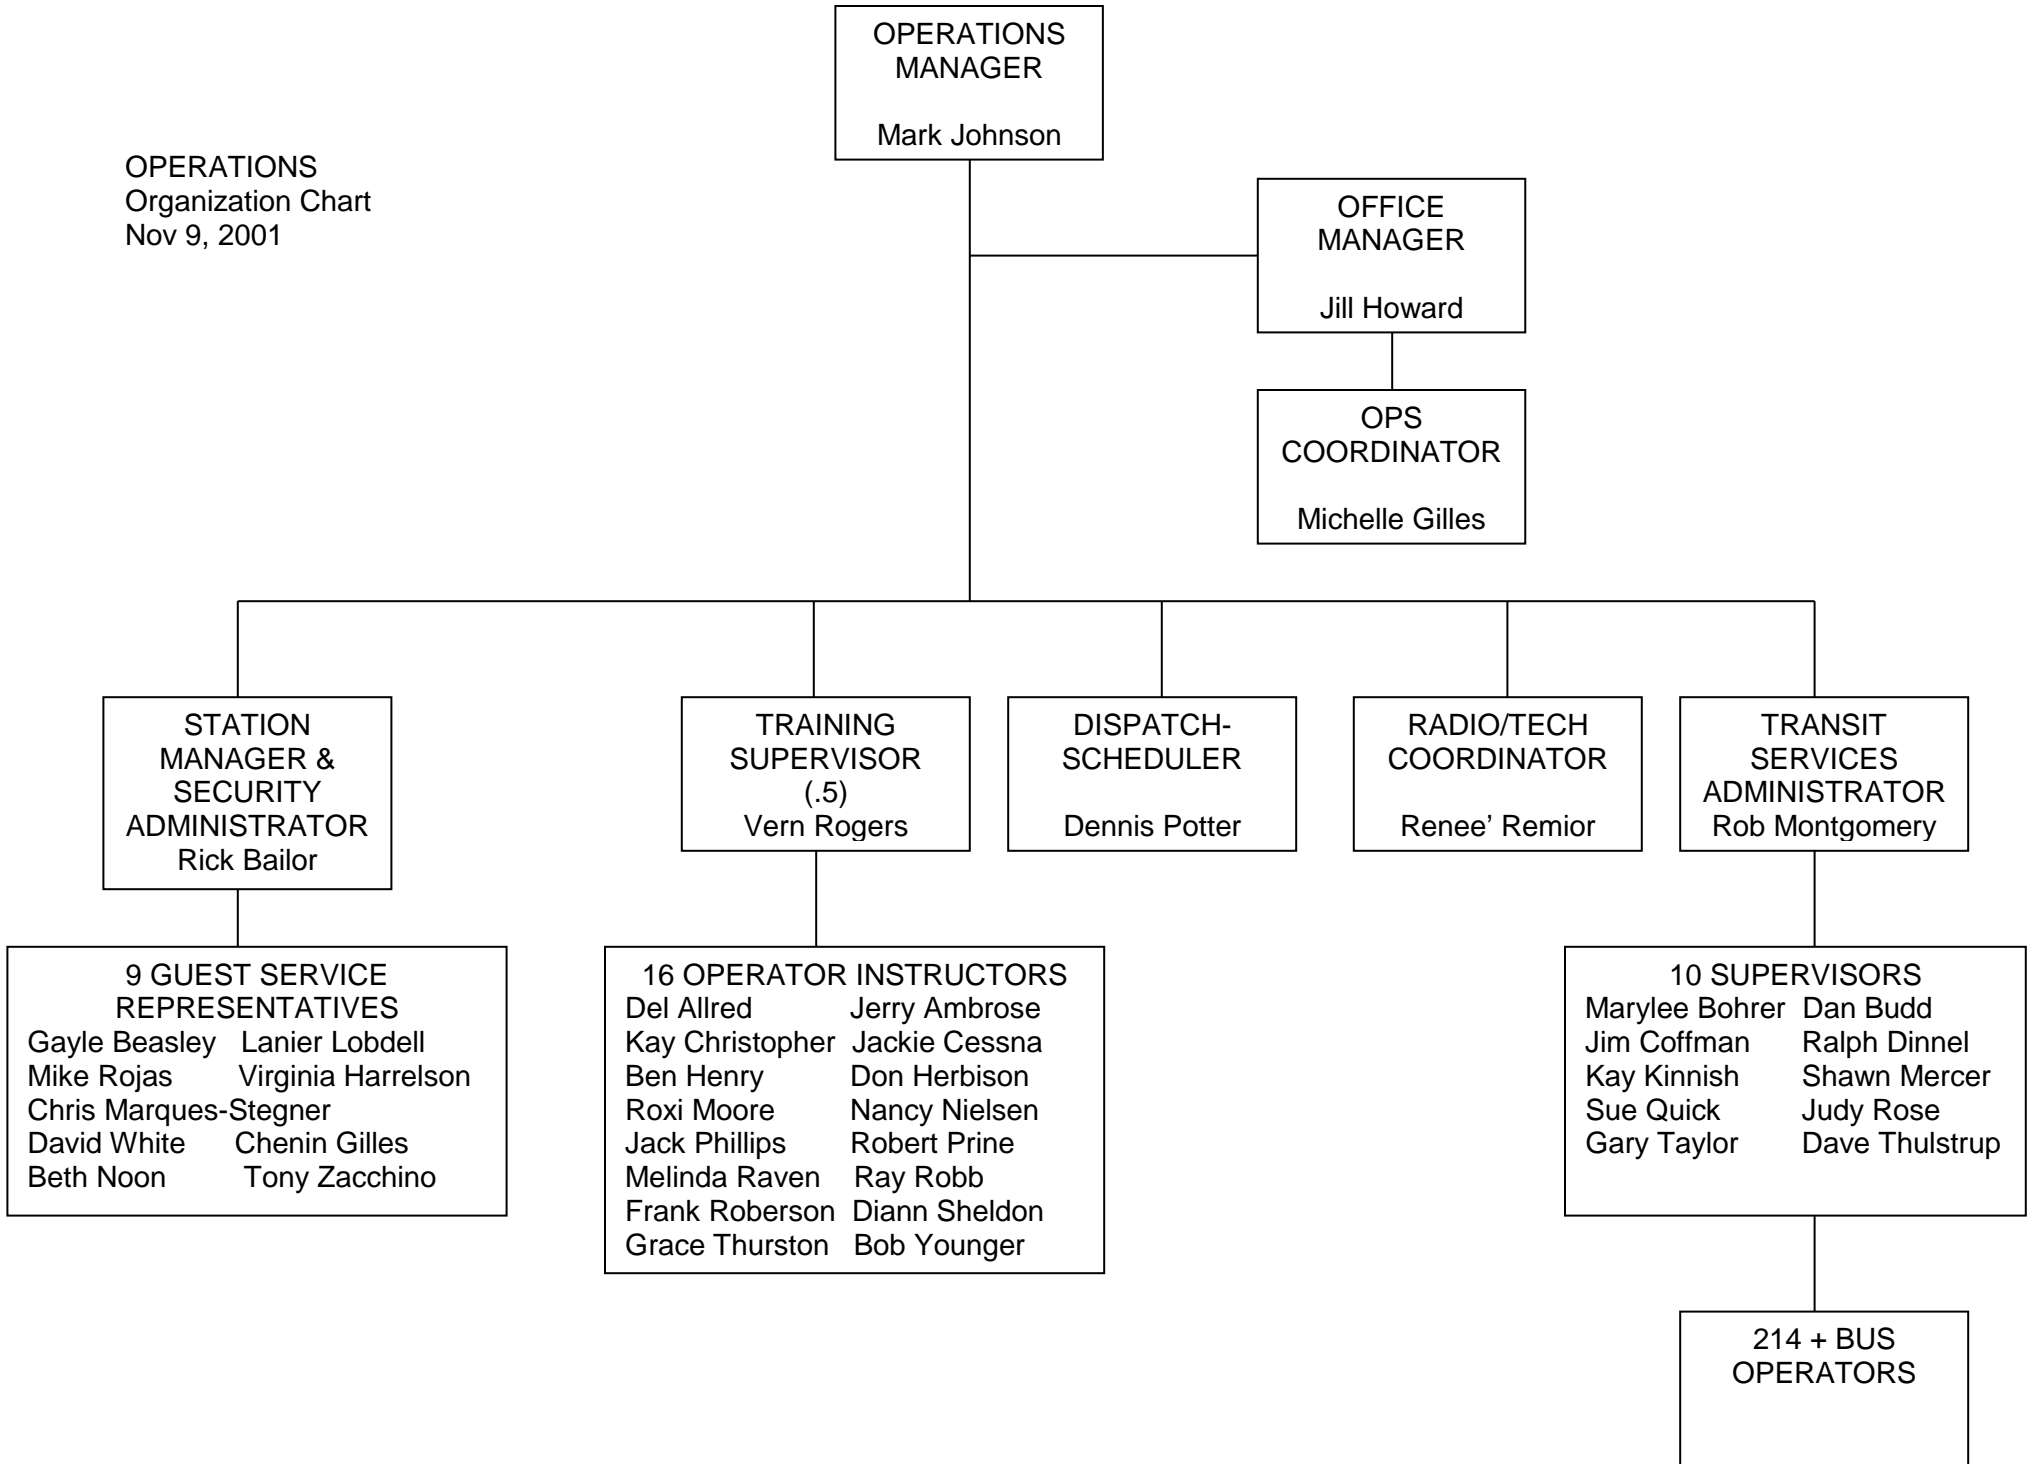 OPERATIONS
MANAGER
Mark Johnson
OPERATIONS
Organization Chart
Nov 9, 2001
OFFICE
MANAGER
Jill Howard
OPS
COORDINATOR
Michelle Gilles
STATION
MANAGER &
SECURITY
ADMINISTRATOR
Rick Bailor
TRAINING
SUPERVISOR
(.5)
Vern Rogers
DISPATCH-
SCHEDULER
Dennis Potter
RADIO/TECH
COORDINATOR
Renee’ Remior
TRANSIT
SERVICES
ADMINISTRATOR
Rob Montgomery
9 GUEST SERVICE
REPRESENTATIVES
Gayle Beasley Lanier Lobdell
Mike Rojas Virginia Harrelson
Chris Marques-Stegner
David White Chenin Gilles
Beth Noon Tony Zacchino
16 OPERATOR INSTRUCTORS
Del Allred Jerry Ambrose
Kay Christopher Jackie Cessna
Ben Henry Don Herbison
Roxi Moore Nancy Nielsen
Jack Phillips Robert Prine
Melinda Raven Ray Robb
Frank Roberson Diann Sheldon
Grace Thurston Bob Younger
10 SUPERVISORS
Marylee Bohrer Dan Budd
Jim Coffman Ralph Dinnel
Kay Kinnish Shawn Mercer
Sue Quick Judy Rose
Gary Taylor Dave Thulstrup
214 + BUS
OPERATORS